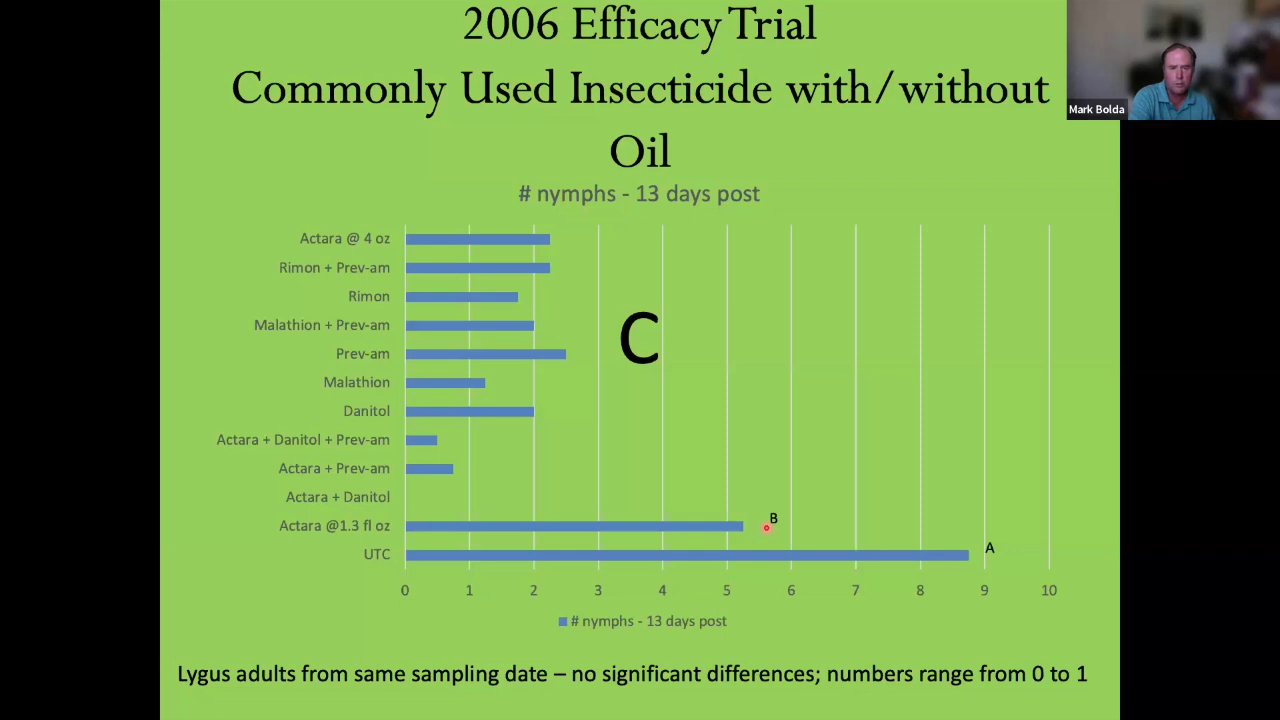 2006 Efficacy Trial
Commonly Used Insecticide with/without
Oil
Mark Bolda
# nymphs - 13 days post
Actara @ 4 oz
Rimon + Prev-am
Rimon
Malathion + Prev-am
C
Prev-am
Malathion
Danitol
Actara + Danitol + Prev-am
Actara + Prev-am
Actara + Danitol
Actara @1.3 fl oz
B
UTC
A
0 1 2 3 4 5 6 7 8 9 10
# nymphs - 13 days post
Lygus adults from same sampling date – no significant differences; numbers range from 0 to 1